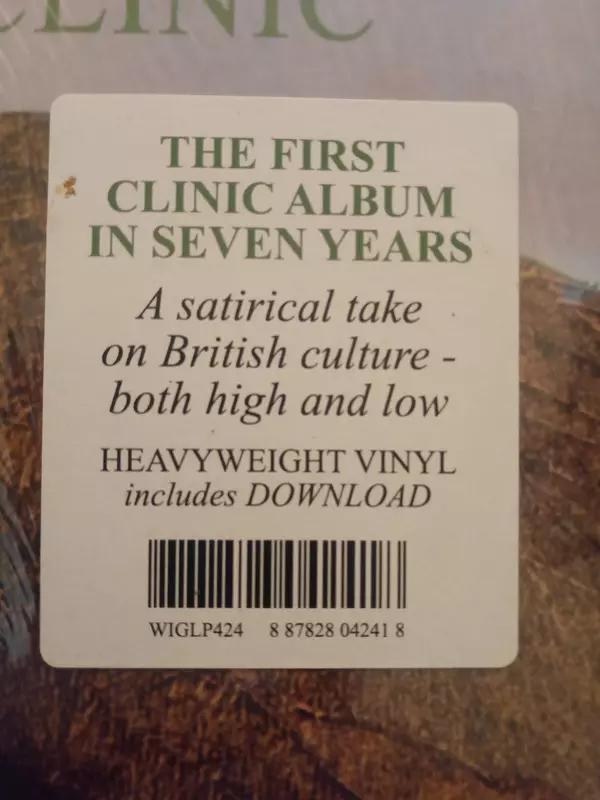 CLINIC
THE FIRST
CLINIC ALBUM
IN SEVEN YEARS
A satirical take
on British culture -
both high and low
HEAVYWEIGHT VINYL
includes DOWNLOAD
WIGLP424 8 87828 04241 8